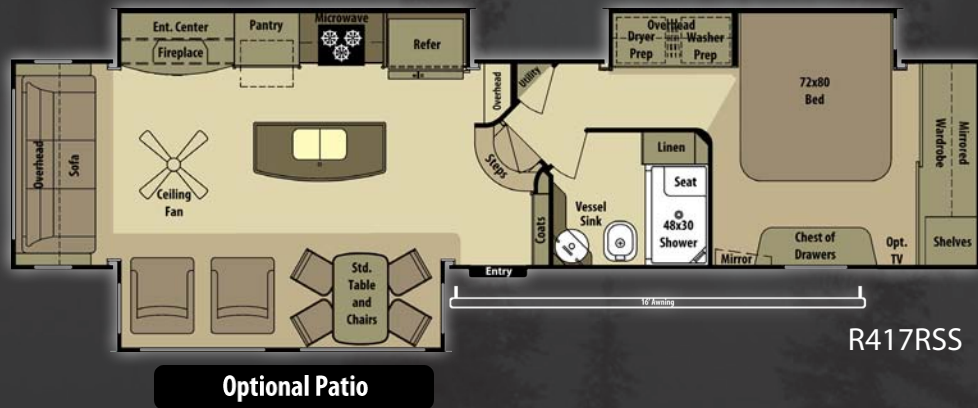 Ent. Center
Fireplace
Pantry
Microwave
Refer
Overhead
Dryer
Prep
Washer
Prep
72x80
Bed
Mirrored
Wardrobe
Shelves
Overhead
Sofa
Ceiling
Fan
Overhead
Utility
Steps
Coats
Linen
Seat
48x30
Shower
Vessel
Sink
Mirror
Chest of
Drawers
Opt.
TV
Std.
Table
and
Chairs
Entry
16' Awning
R417RSS
Optional Patio